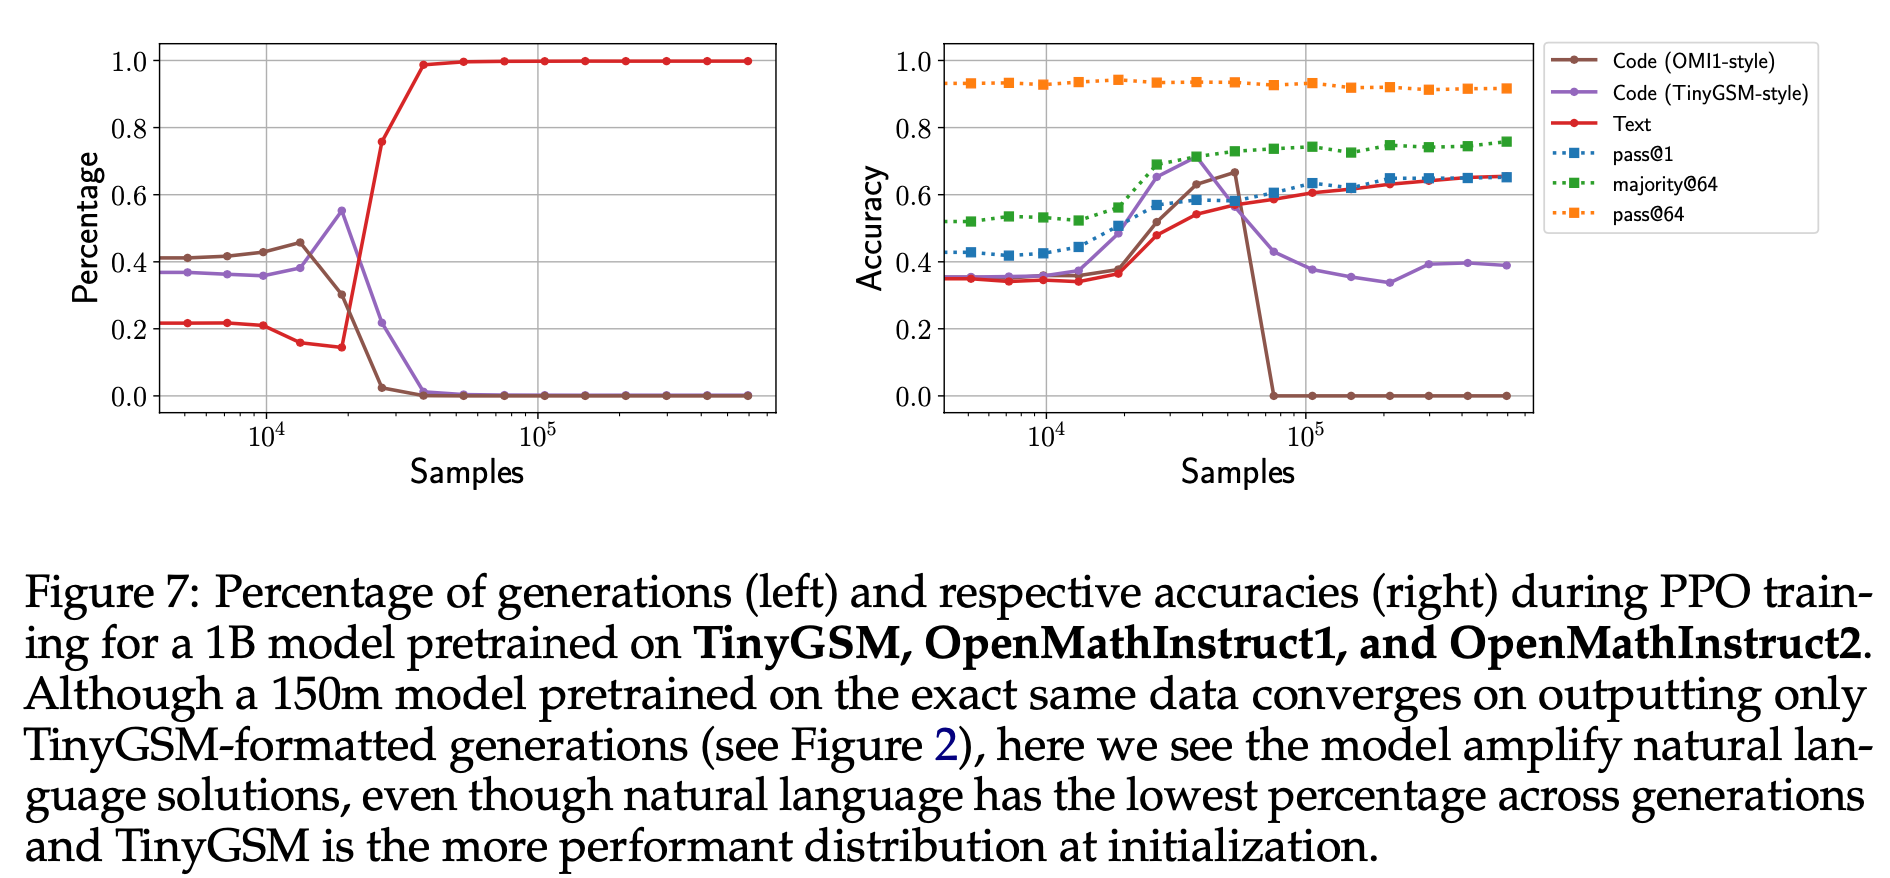 1.0
0.8
0.6
0.4
0.2
0.0
Percentage
10^4
10^5
Samples
1.0
0.8
0.6
0.4
0.2
0.0
Accuracy
10^4
10^5
Samples
Code (OMI1-style)
Code (TinyGSM-style)
Text
pass@1
majority@64
pass@64
Figure 7: Percentage of generations (left) and respective accuracies (right) during PPO train-
ing for a 1B model pretrained on TinyGSM, OpenMathInstruct1, and OpenMathInstruct2.
Although a 150m model pretrained on the exact same data converges on outputting only
TinyGSM-formatted generations (see Figure 2), here we see the model amplify natural lan-
guage solutions, even though natural language has the lowest percentage across generations
and TinyGSM is the more performant distribution at initialization.